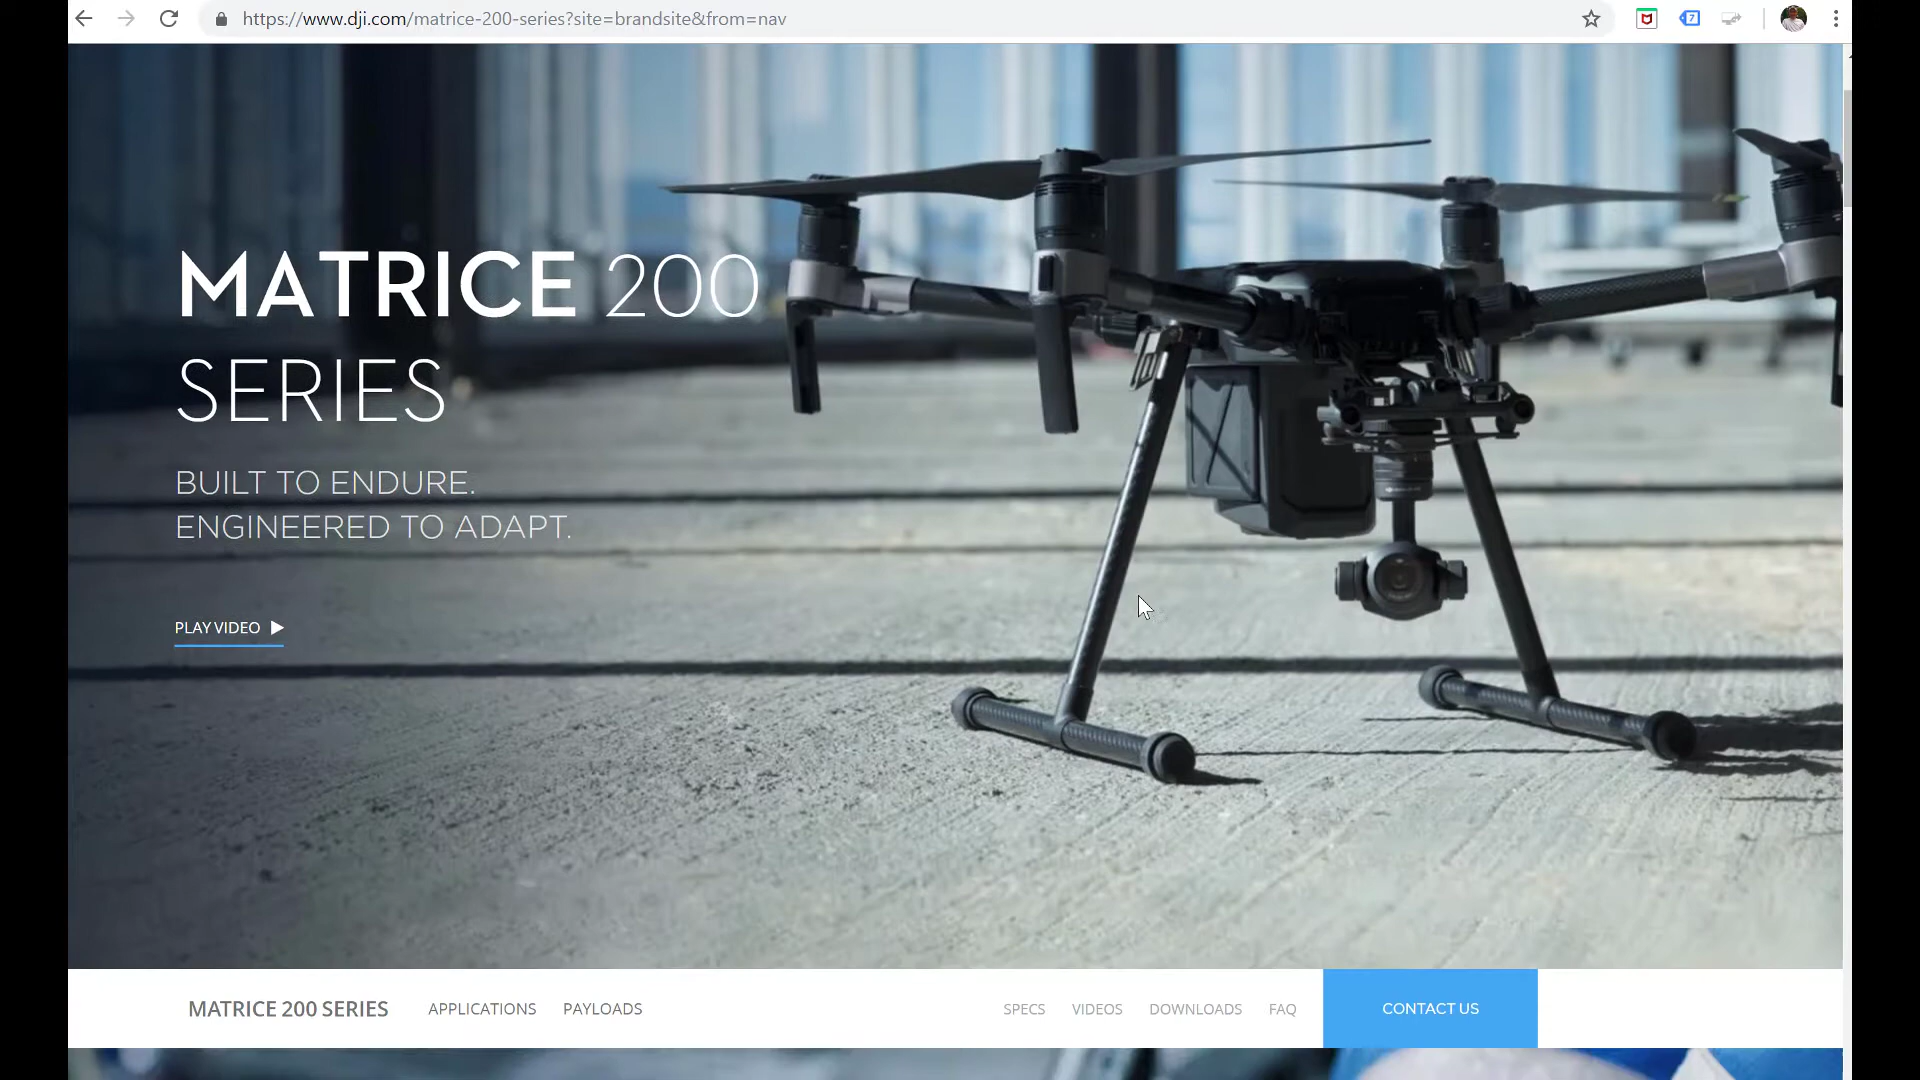 https://www.dji.com/matrice-200-series?site=brandsite&from=nav
7
MATRICE 200
SERIES
BUILT TO ENDURE.
ENGINEERED TO ADAPT.
PLAY VIDEO
MATRICE 200 SERIES APPLICATIONS PAYLOADS SPECS VIDEOS DOWNLOADS FAQ CONTACT US